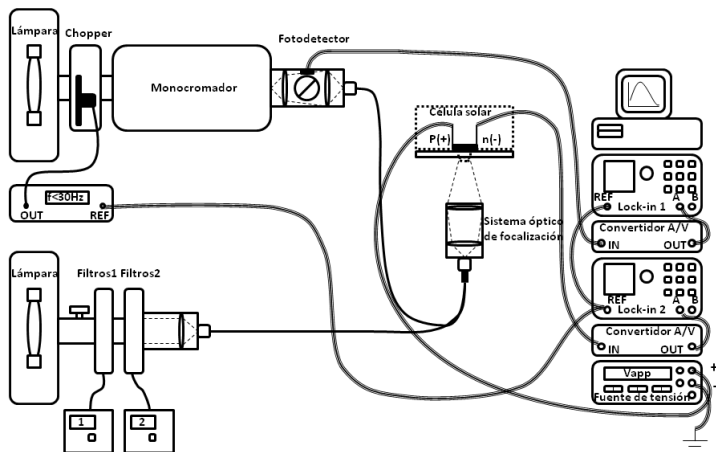 Lámpara
Chopper
Monocromador
Fotodetector
Célula solar
P(+) n(-)
f<30Hz
OUT REF
Sistema óptico
de focalización
REF A B
Lock-in 1
Convertidor A/V
IN OUT
Lámpara
Filtros1 Filtros2
REF A B
Lock-in 2
Convertidor A/V
IN OUT
Vapp
Fuente de tensión
+
-
1
2